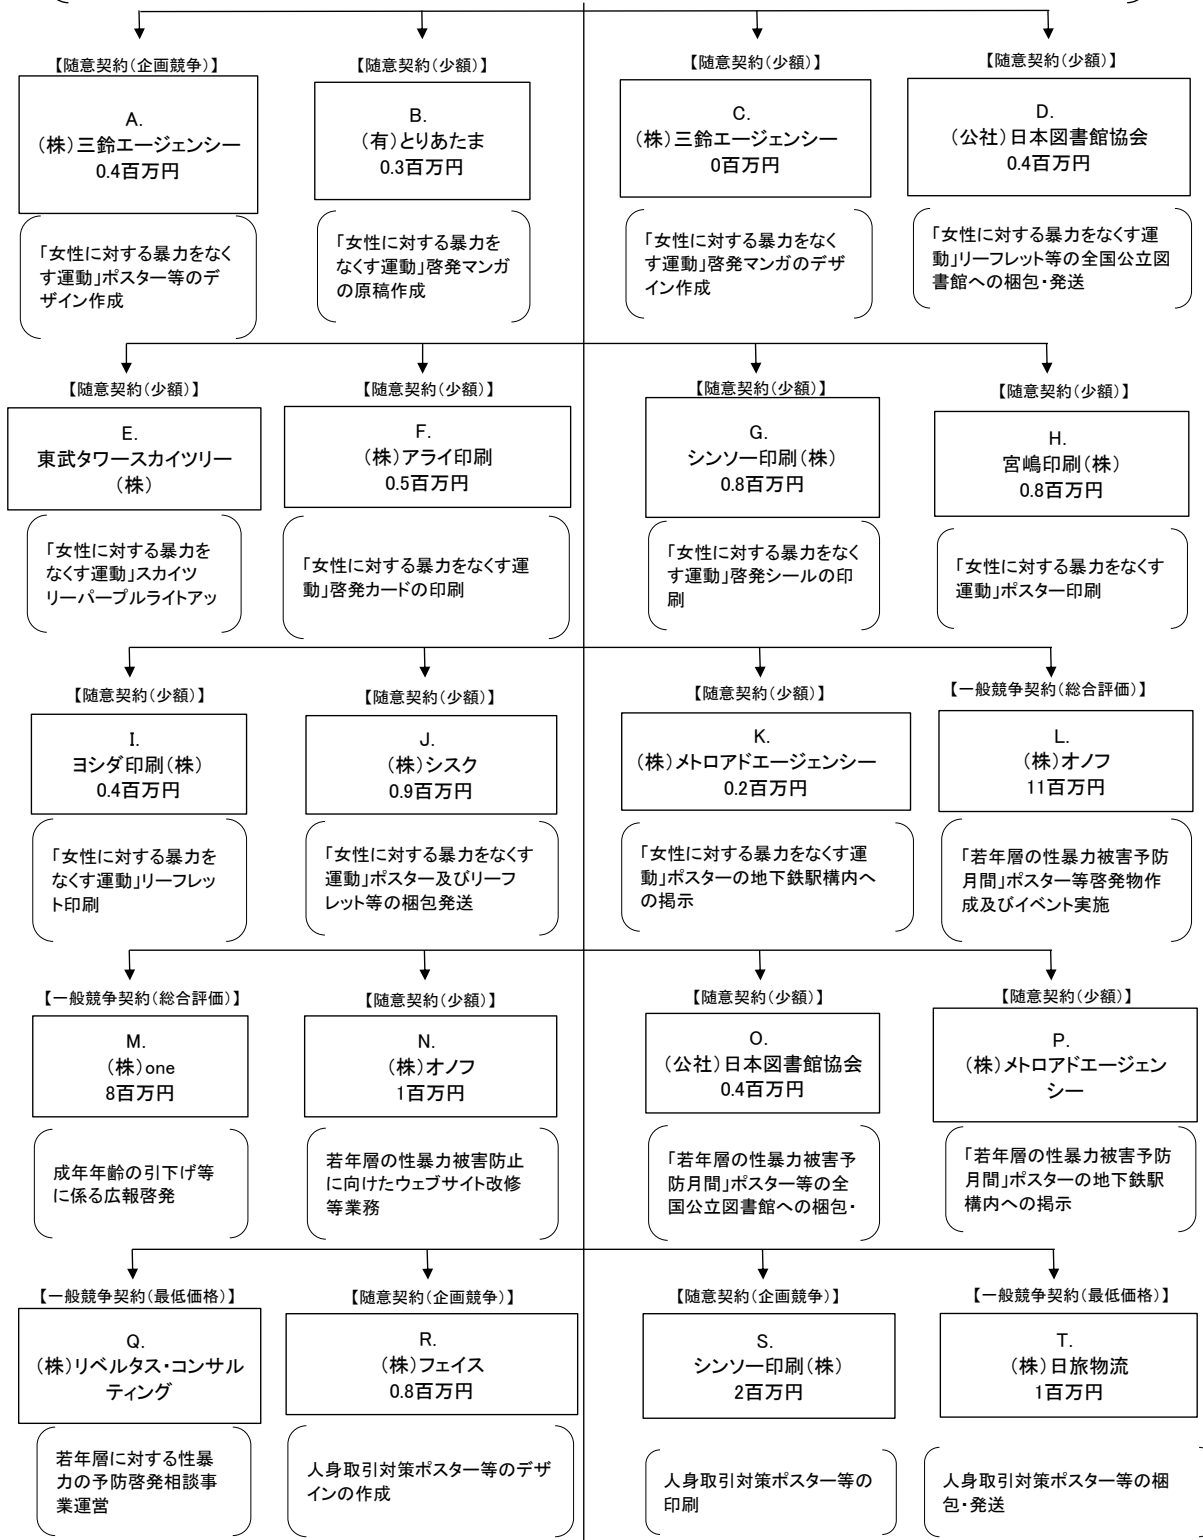 【随意契約(企画競争)】
A.
(株)三鈴エージェンシー
0.4百万円
「女性に対する暴力をなく
す運動」ポスター等のデ
ザイン作成
【随意契約(少額)】
B.
(有)とりあたま
0.3百万円
「女性に対する暴力を
なくす運動」啓発マンガ
の原稿作成
【随意契約(少額)】
C.
(株)三鈴エージェンシー
0百万円
「女性に対する暴力をなく
す運動」啓発マンガのデザ
イン作成
【随意契約(少額)】
D.
(公社)日本図書館協会
0.4百万円
「女性に対する暴力をなくす運
動」リーフレット等の全国公立図
書館への梱包・発送
【随意契約(少額)】
E.
東武タワースカイツリー
(株)
「女性に対する暴力を
なくす運動」スカイツ
リーパープルライトアッ
【随意契約(少額)】
F.
(株)アライ印刷
0.5百万円
「女性に対する暴力をなくす運
動」啓発カードの印刷
【随意契約(少額)】
G.
シンソー印刷(株)
0.8百万円
「女性に対する暴力をなく
す運動」啓発シールの印
刷
【随意契約(少額)】
H.
宮嶋印刷(株)
0.8百万円
「女性に対する暴力をなくす
運動」ポスター印刷
【随意契約(少額)】
I.
ヨシダ印刷(株)
0.4百万円
「女性に対する暴力を
なくす運動」リーフレッ
ト印刷
【随意契約(少額)】
J.
(株)シスク
0.9百万円
「女性に対する暴力をなくす
運動」ポスター及びリーフ
レット等の梱包発送
【随意契約(少額)】
K.
(株)メトロアドエージェンシー
0.2百万円
「女性に対する暴力をなくす運
動」ポスターの地下鉄駅構内へ
の掲示
【一般競争契約(総合評価)】
L.
(株)オノフ
11百万円
「若年層の性暴力被害予防
月間」ポスター等啓発物作
成及びイベント実施
【一般競争契約(総合評価)】
M.
(株)one
8百万円
成年年齢の引下げ等
に係る広報啓発
【随意契約(少額)】
N.
(株)オノフ
1百万円
若年層の性暴力被害防止
に向けたウェブサイト改修
等業務
【随意契約(少額)】
O.
(公社)日本図書館協会
0.4百万円
「若年層の性暴力被害予
防月間」ポスター等の全
国公立図書館への梱包・
【随意契約(少額)】
P.
(株)メトロアドエージェン
シー
「若年層の性暴力被害予防
月間」ポスターの地下鉄駅
構内への掲示
【一般競争契約(最低価格)】
Q.
(株)リベルタス・コンサル
ティング
若年層に対する性暴
力の予防啓発相談事
業運営
【随意契約(企画競争)】
R.
(株)フェイス
0.8百万円
人身取引対策ポスター等のデザ
インの作成
【随意契約(企画競争)】
S.
シンソー印刷(株)
2百万円
人身取引対策ポスター等の
印刷
【一般競争契約(最低価格)】
T.
(株)日旅物流
1百万円
人身取引対策ポスター等の梱
包・発送